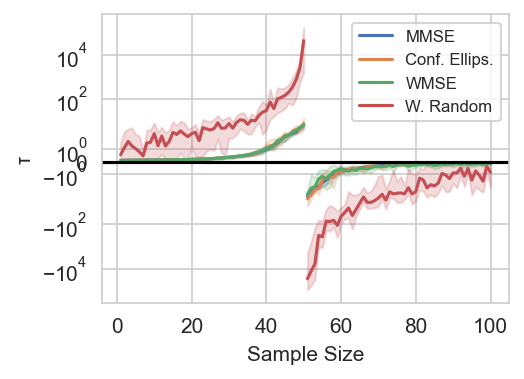 10^4
10^2
10^0
0
−10^0
−10^2
−10^4
τ
0
20
40
60
80
100
Sample Size
MMSE
Conf. Ellips.
WMSE
W. Random